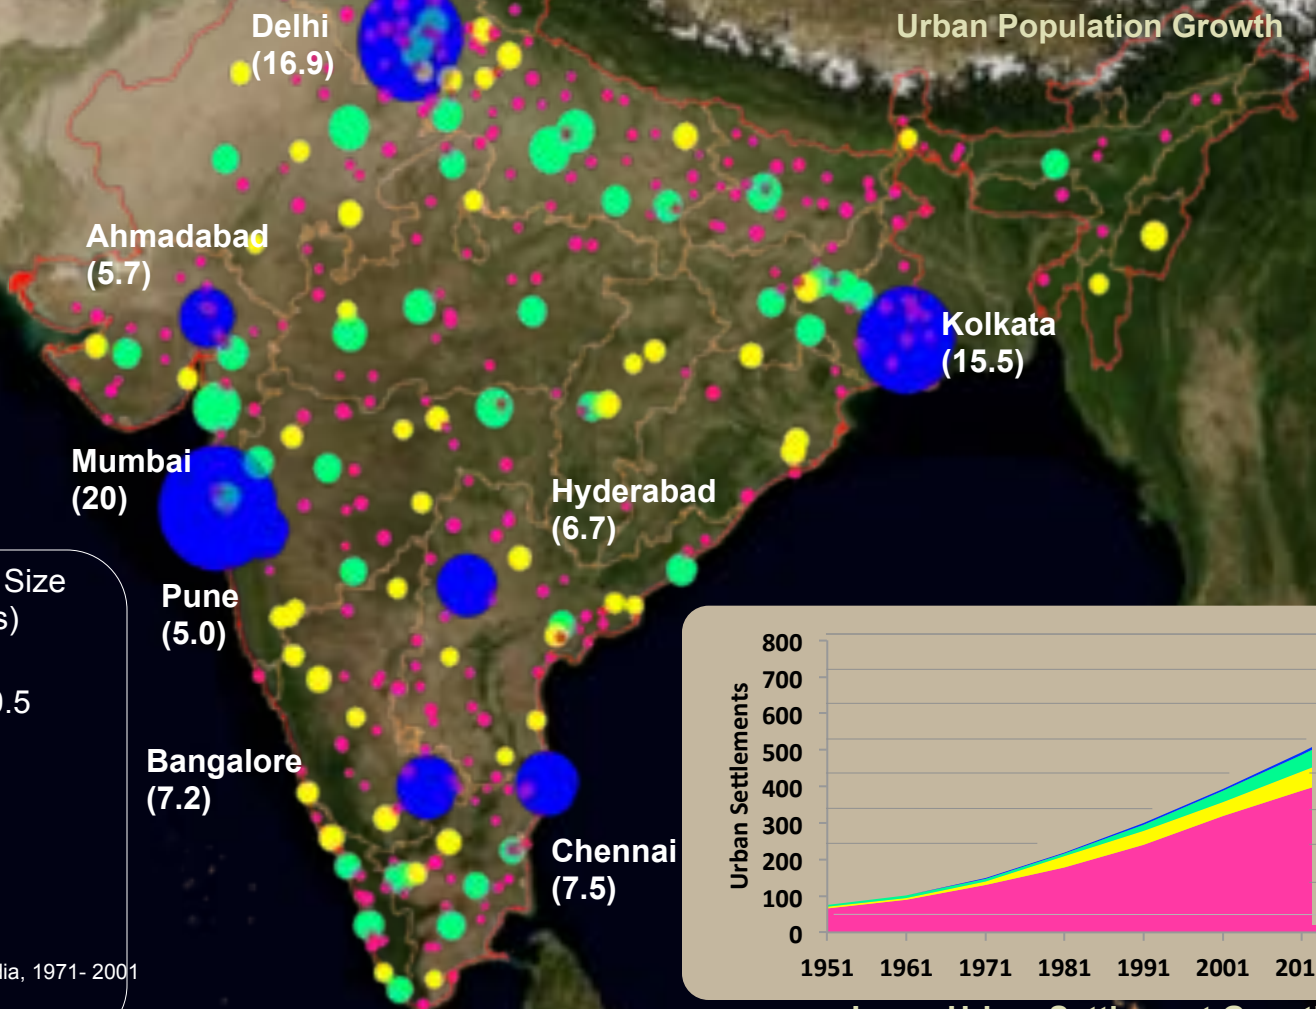 Urban Population Growth
Delhi
(16.9)
Ahmadabad
(5.7)
Kolkata
(15.5)
Mumbai
(20)
Hyderabad
(6.7)
Size
s)
Pune
(5.0)
0.5
Bangalore
(7.2)
Chennai
(7.5)
dia, 1971- 2001
Urban Settlements
800
700
600
500
400
300
200
100
0
1951 1961 1971 1981 1991 2001 201